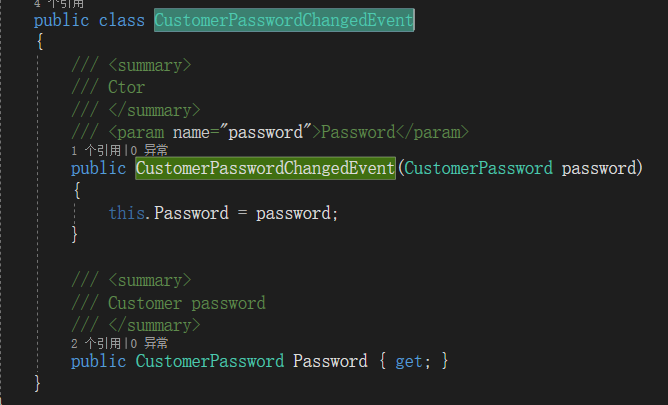 4 个引用
public class CustomerPasswordChangedEvent
{
/// <summary>
/// Ctor
/// </summary>
/// <param name="password">Password</param>
1 个引用|0 异常
public CustomerPasswordChangedEvent(CustomerPassword password)
{
this.Password = password;
}
/// <summary>
/// Customer password
/// </summary>
2 个引用|0 异常
public CustomerPassword Password { get; }
}